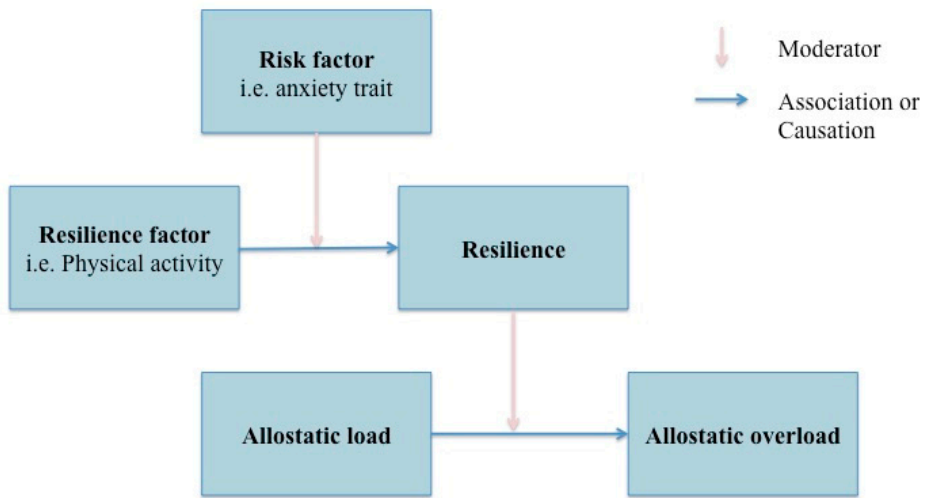 Risk factor
i.e. anxiety trait
Moderator
Association or
Causation
Resilience factor
i.e. Physical activity
Resilience
Allostatic load
Allostatic overload